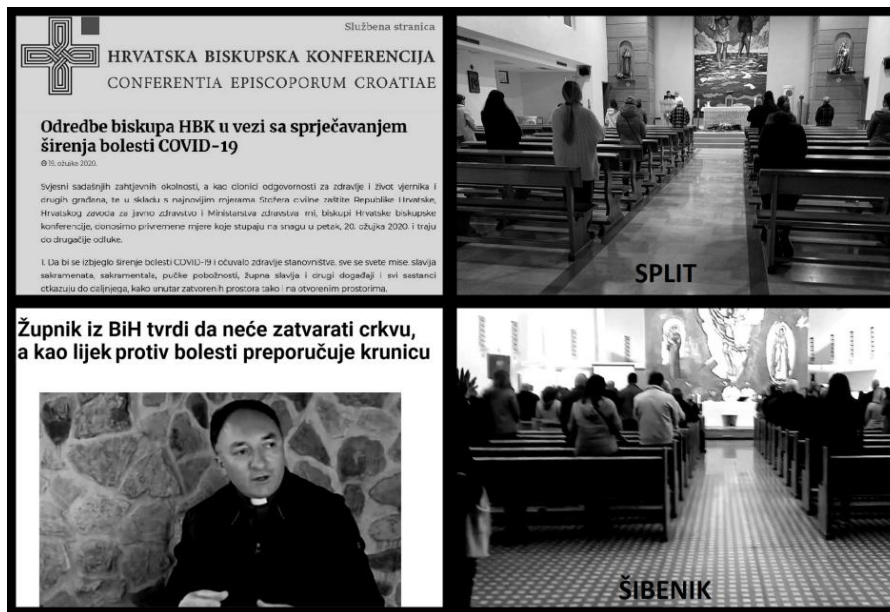 Službena stranica
HRVATSKA BISKUPSKA KONFERENCIJA
CONFERENTIA EPISCOPORUM CROATIAE
Odredbe biskupa HBK u vezi sa sprječavanjem
širenja bolesti COVID-19
19. ožujka 2020.
Svjesni sadašnjih zahtjevnih okolnosti, a kao dionici odgovornosti za zdravlje i život vjernika i
drugih građana, te u skladu s najnovijim mjerama Stožera civilne zaštite Republike Hrvatske,
Hrvatskog zavoda za javno zdravstvo i Ministarstva zdravstva mi, biskupi Hrvatske biskupske
konferencije, donosimo privremene mjere koje stupaju na snagu u petak, 20. ožujka 2020. i traju
do drugačije odluke.
1. Da bi se izbjeglo širenje bolesti COVID-19 i očuvalo zdravlje stanovništva, sve se svete mise, slavlja
sakramenata, sakramentala, pučke pobožnosti, župna slavlja i drugi događaji i svi sastanci
otkazuju do daljnjega, kako unutar zatvorenih prostora tako i na otvorenim prostorima.
SPLIT
Župnik iz BiH tvrdi da neće zatvarati crkvu,
a kao lijek protiv bolesti preporučuje krunicu
ŠIBENIK